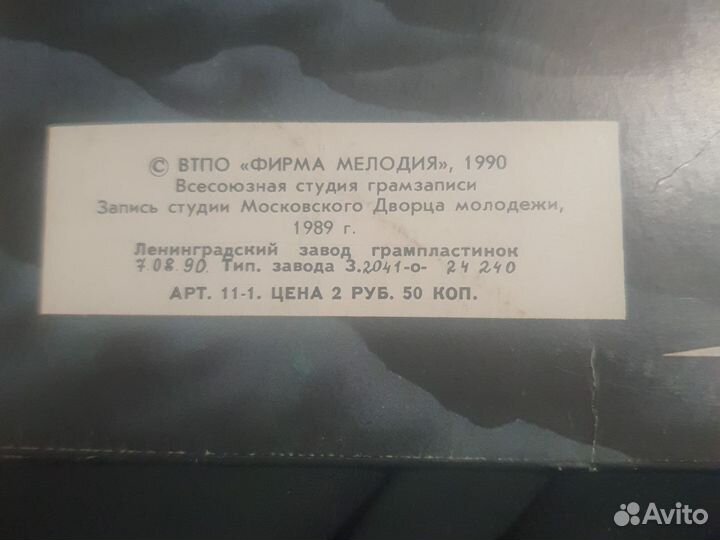 © ВТПО «ФИРМА МЕЛОДИЯ», 1990
Всесоюзная студия грамзаписи
Запись студии Московского Дворца молодежи,
1989 г.
Ленинградский завод грампластинок
7.08.90. Тип. завода З.2041-о- 24 240
АРТ. 11-1. ЦЕНА 2 РУБ. 50 КОП.
Avito